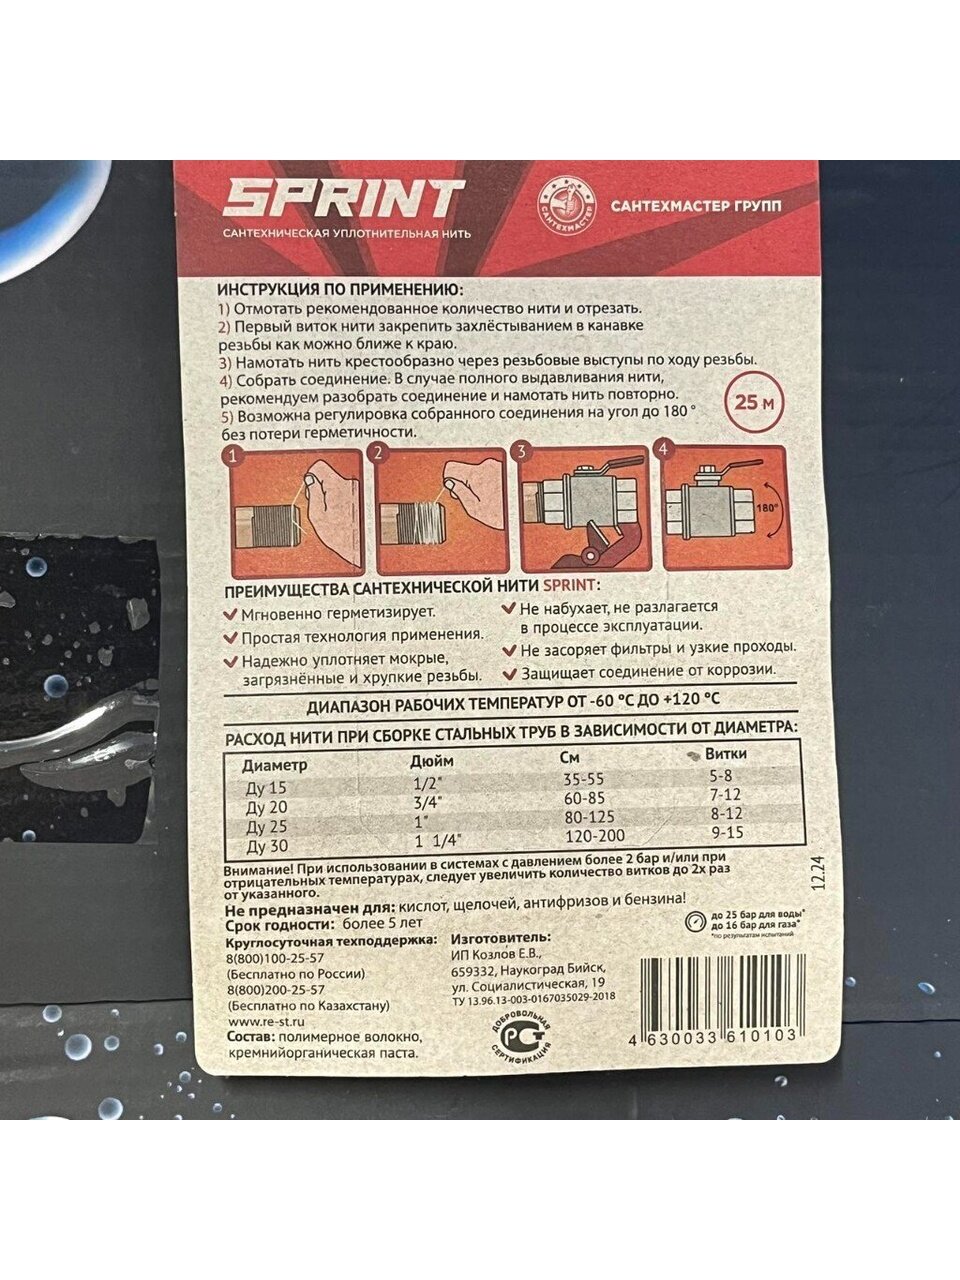 SPRINT
САНТЕХНИЧЕСКАЯ УПЛОТНИТЕЛЬНАЯ НИТЬ
САНТЕХМАСТЕР
САНТЕХМАСТЕР ГРУПП
ИНСТРУКЦИЯ ПО ПРИМЕНЕНИЮ:
1) Отмотать рекомендованное количество нити и отрезать.
2) Первый виток нити закрепить захлёстыванием в канавке
резьбы как можно ближе к краю.
3) Намотать нить крестообразно через резьбовые выступы по ходу резьбы.
4) Собрать соединение. В случае полного выдавливания нити,
рекомендуем разобрать соединение и намотать нить повторно.
5) Возможна регулировка собранного соединения на угол до 180°
без потери герметичности.
25 м
1
2
3
4
180°
ПРЕИМУЩЕСТВА САНТЕХНИЧЕСКОЙ НИТИ SPRINT:
Мгновенно герметизирует.
Простая технология применения.
Надежно уплотняет мокрые,
загрязнённые и хрупкие резьбы.
Не набухает, не разлагается
в процессе эксплуатации.
Не засоряет фильтры и узкие проходы.
Защищает соединение от коррозии.
ДИАПАЗОН РАБОЧИХ ТЕМПЕРАТУР ОТ -60 °С ДО +120 °С
РАСХОД НИТИ ПРИ СБОРКЕ СТАЛЬНЫХ ТРУБ В ЗАВИСИМОСТИ ОТ ДИАМЕТРА:
Диаметр Дюйм См Витки
Ду 15 1/2" 35-55 5-8
Ду 20 3/4" 60-85 7-12
Ду 25 1" 80-125 8-12
Ду 30 1 1/4" 120-200 9-15
Внимание! При использовании в системах с давлением более 2 бар и/или при
отрицательных температурах, следует увеличить количество витков до 2х раз
от указанного.
12.24
Не предназначен для: кислот, щелочей, антифризов и бензина!
Срок годности: более 5 лет
до 25 бар для воды*
до 16 бар для газа*
*по результатам испытаний
Круглосуточная техподдержка:
8(800)100-25-57
(Бесплатно по России)
8(800)200-25-57
(Бесплатно по Казахстану)
www.re-st.ru
Состав: полимерное волокно,
кремнийорганическая паста.
Изготовитель:
ИП Козлов Е.В.,
659332, Наукоград Бийск,
ул. Социалистическая, 19
ТУ 13.96.13-003-0167035029-2018
ДОБРОВОЛЬНАЯ
РСТ
СЕРТИФИКАЦИЯ
4 630033 610103